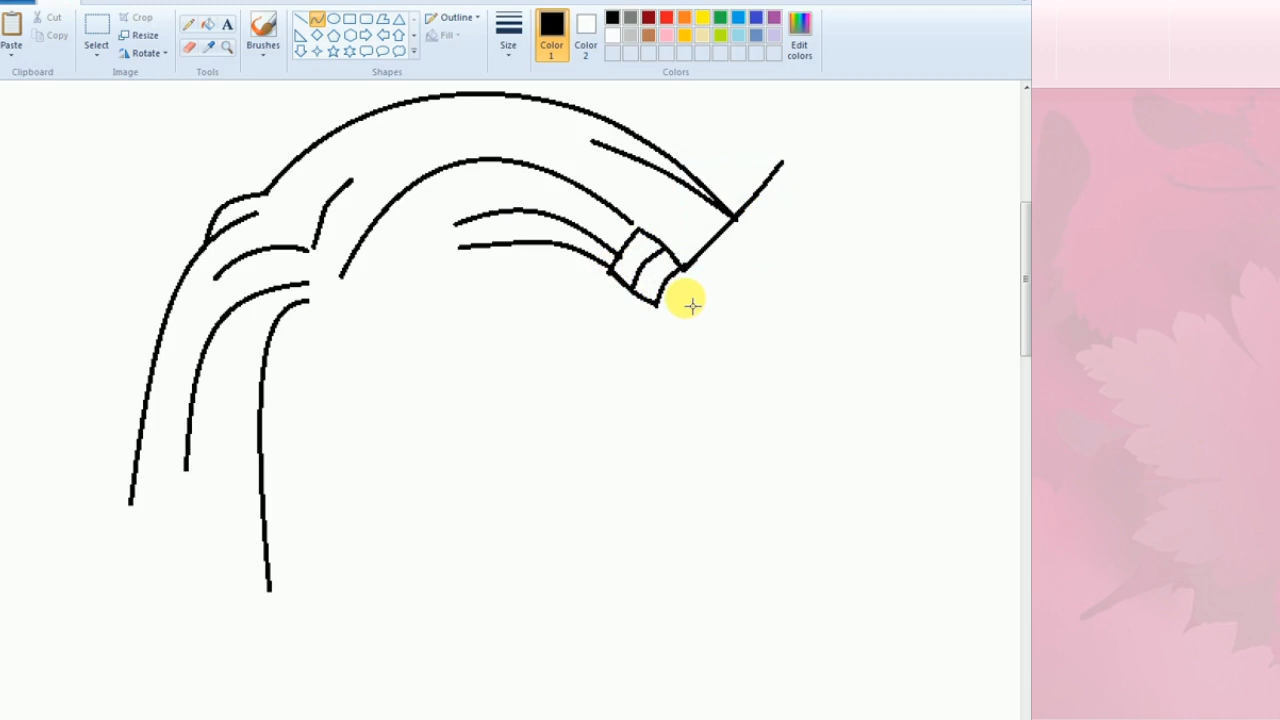 Paste
Cut
Copy
Clipboard
Select
Crop
Resize
Rotate
Image
A
Tools
Brushes
Shapes
Outline
Fill
Size
Color
1
Color
2
Edit
colors
Colors